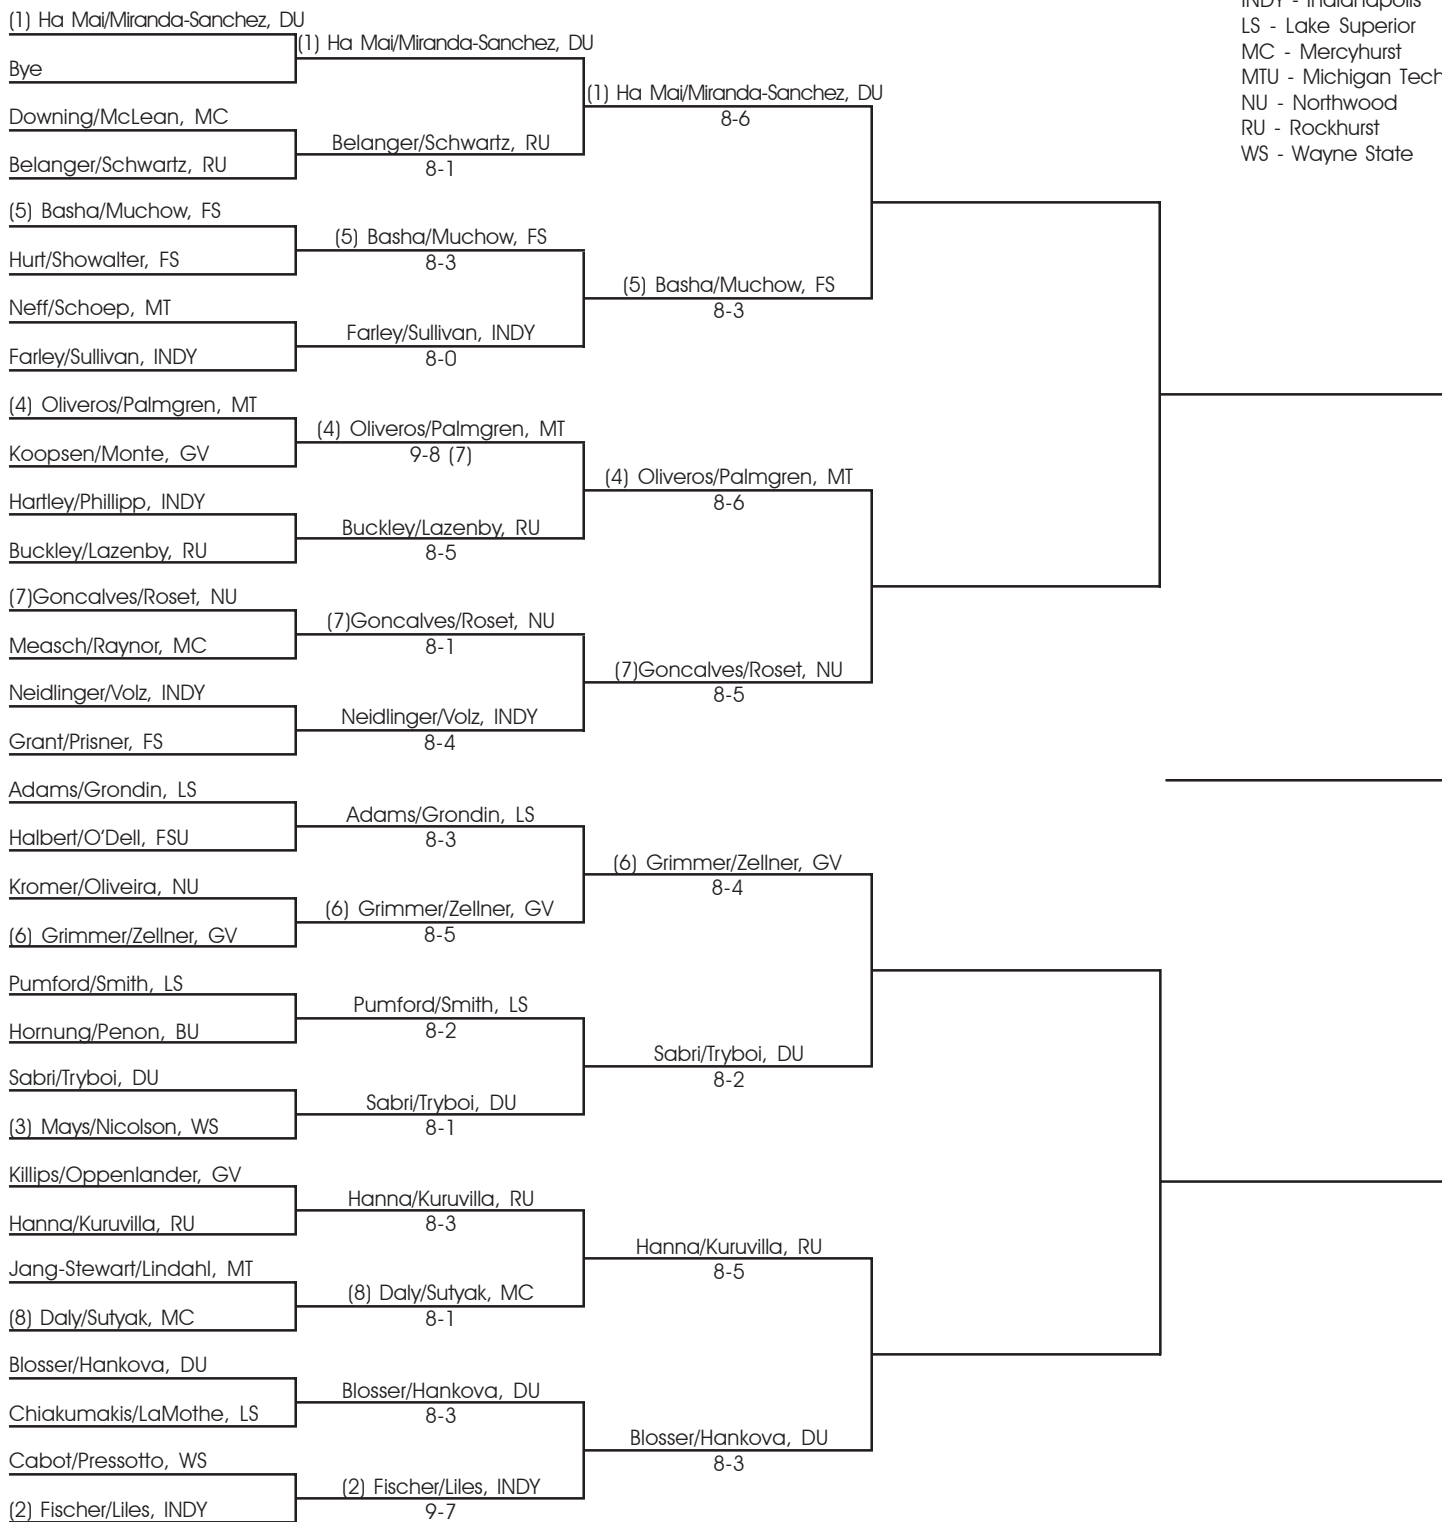 (1) Ha Mai/Miranda-Sanchez, DU
Bye
Downing/McLean, MC
Belanger/Schwartz, RU
(5) Basha/Muchow, FS
Hurt/Showalter, FS
Neff/Schoep, MT
Farley/Sullivan, INDY
(4) Oliveros/Palmgren, MT
Koopsen/Monte, GV
Hartley/Phillipp, INDY
Buckley/Lazenby, RU
(7)Goncalves/Roset, NU
Measch/Raynor, MC
Neidlinger/Volz, INDY
Grant/Prisner, FS
Adams/Grondin, LS
Halbert/O'Dell, FSU
Kromer/Oliveira, NU
(6) Grimmer/Zellner, GV
Pumford/Smith, LS
Hornung/Penon, BU
Sabri/Tryboi, DU
(3) Mays/Nicolson, WS
Killips/Oppenlander, GV
Hanna/Kuruvilla, RU
Jang-Stewart/Lindahl, MT
(8) Daly/Sutyak, MC
Blosser/Hankova, DU
Chiakumakis/LaMothe, LS
Cabot/Pressotto, WS
(2) Fischer/Liles, INDY
(1) Ha Mai/Miranda-Sanchez, DU
Belanger/Schwartz, RU
8-1
(5) Basha/Muchow, FS
8-3
Farley/Sullivan, INDY
8-0
(4) Oliveros/Palmgren, MT
9-8 (7)
Buckley/Lazenby, RU
8-5
(7)Goncalves/Roset, NU
8-1
Neidlinger/Volz, INDY
8-4
Adams/Grondin, LS
8-3
(6) Grimmer/Zellner, GV
8-5
Pumford/Smith, LS
8-2
Sabri/Tryboi, DU
8-1
Hanna/Kuruvilla, RU
8-3
(8) Daly/Sutyak, MC
8-1
Blosser/Hankova, DU
8-3
(2) Fischer/Liles, INDY
9-7
(1) Ha Mai/Miranda-Sanchez, DU
8-6
(5) Basha/Muchow, FS
8-3
(4) Oliveros/Palmgren, MT
8-6
(7)Goncalves/Roset, NU
8-5
(6) Grimmer/Zellner, GV
8-4
Sabri/Tryboi, DU
8-2
Hanna/Kuruvilla, RU
8-5
Blosser/Hankova, DU
8-3
INDY - Indianapolis
LS - Lake Superior
MC - Mercyhurst
MTU - Michigan Tech
NU - Northwood
RU - Rockhurst
WS - Wayne State